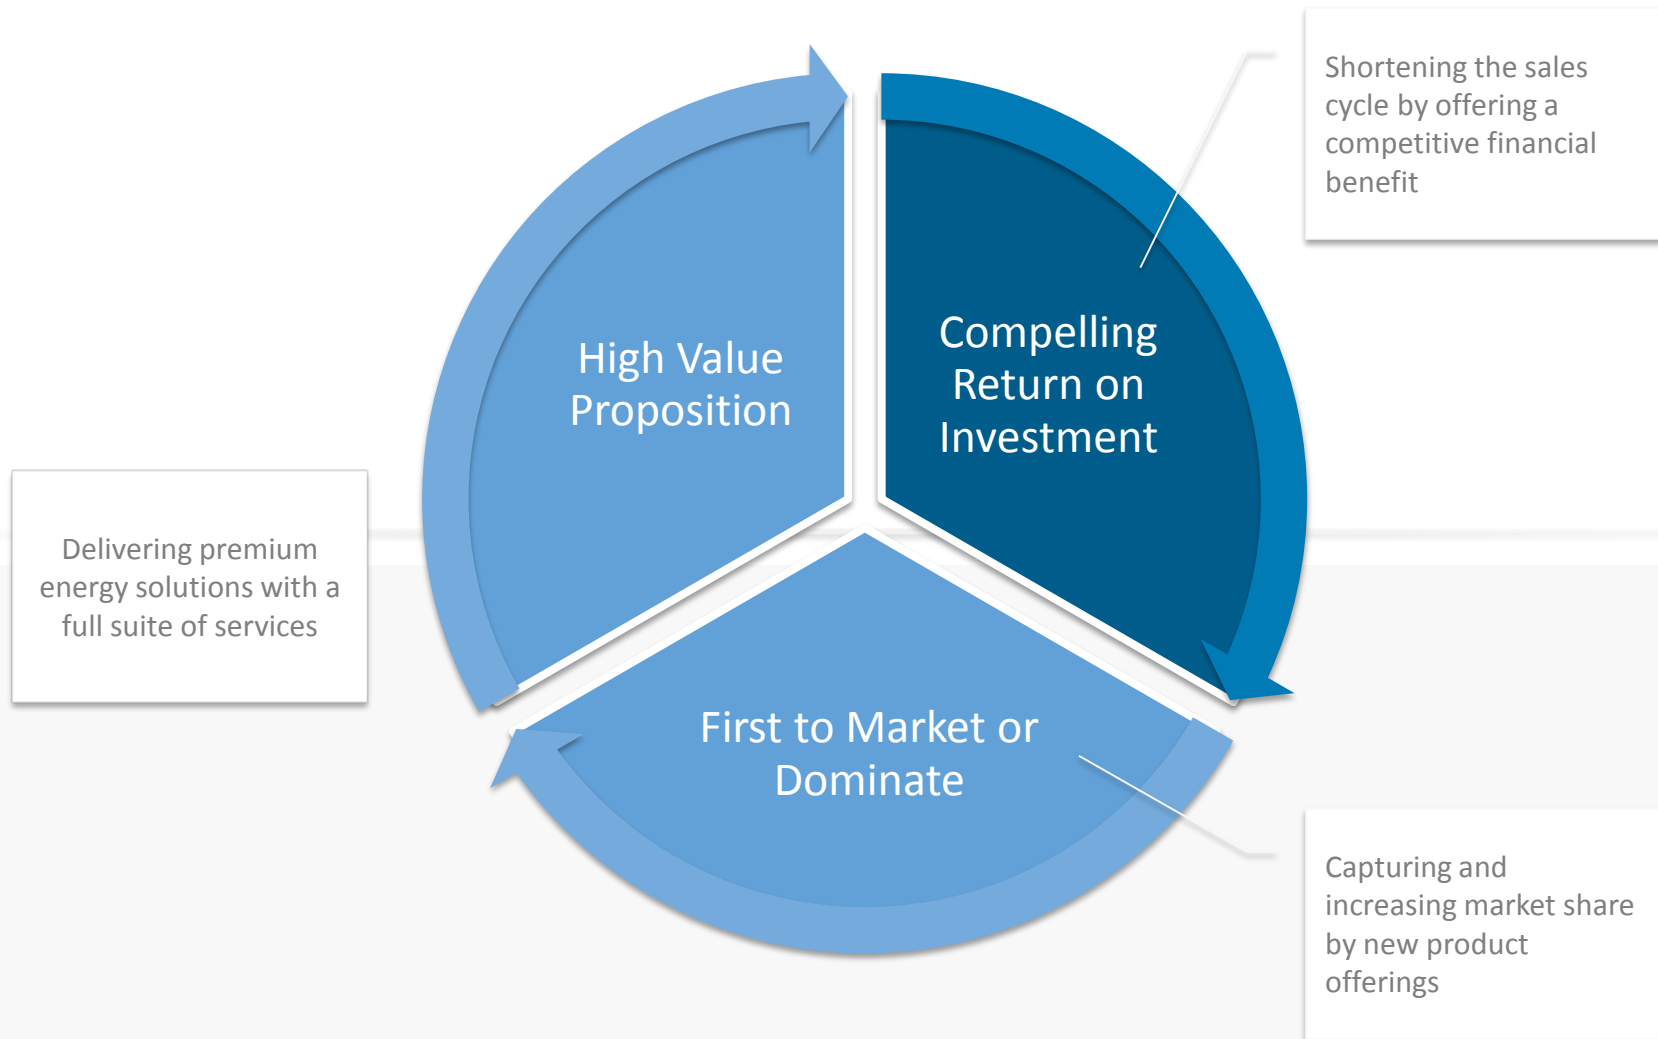 Shortening the sales
cycle by offering a
competitive financial
benefit
High Value
Proposition
Compelling
Return on
Investment
Delivering premium
energy solutions with a
full suite of services
First to Market or
Dominate
Capturing and
increasing market share
by new product
offerings